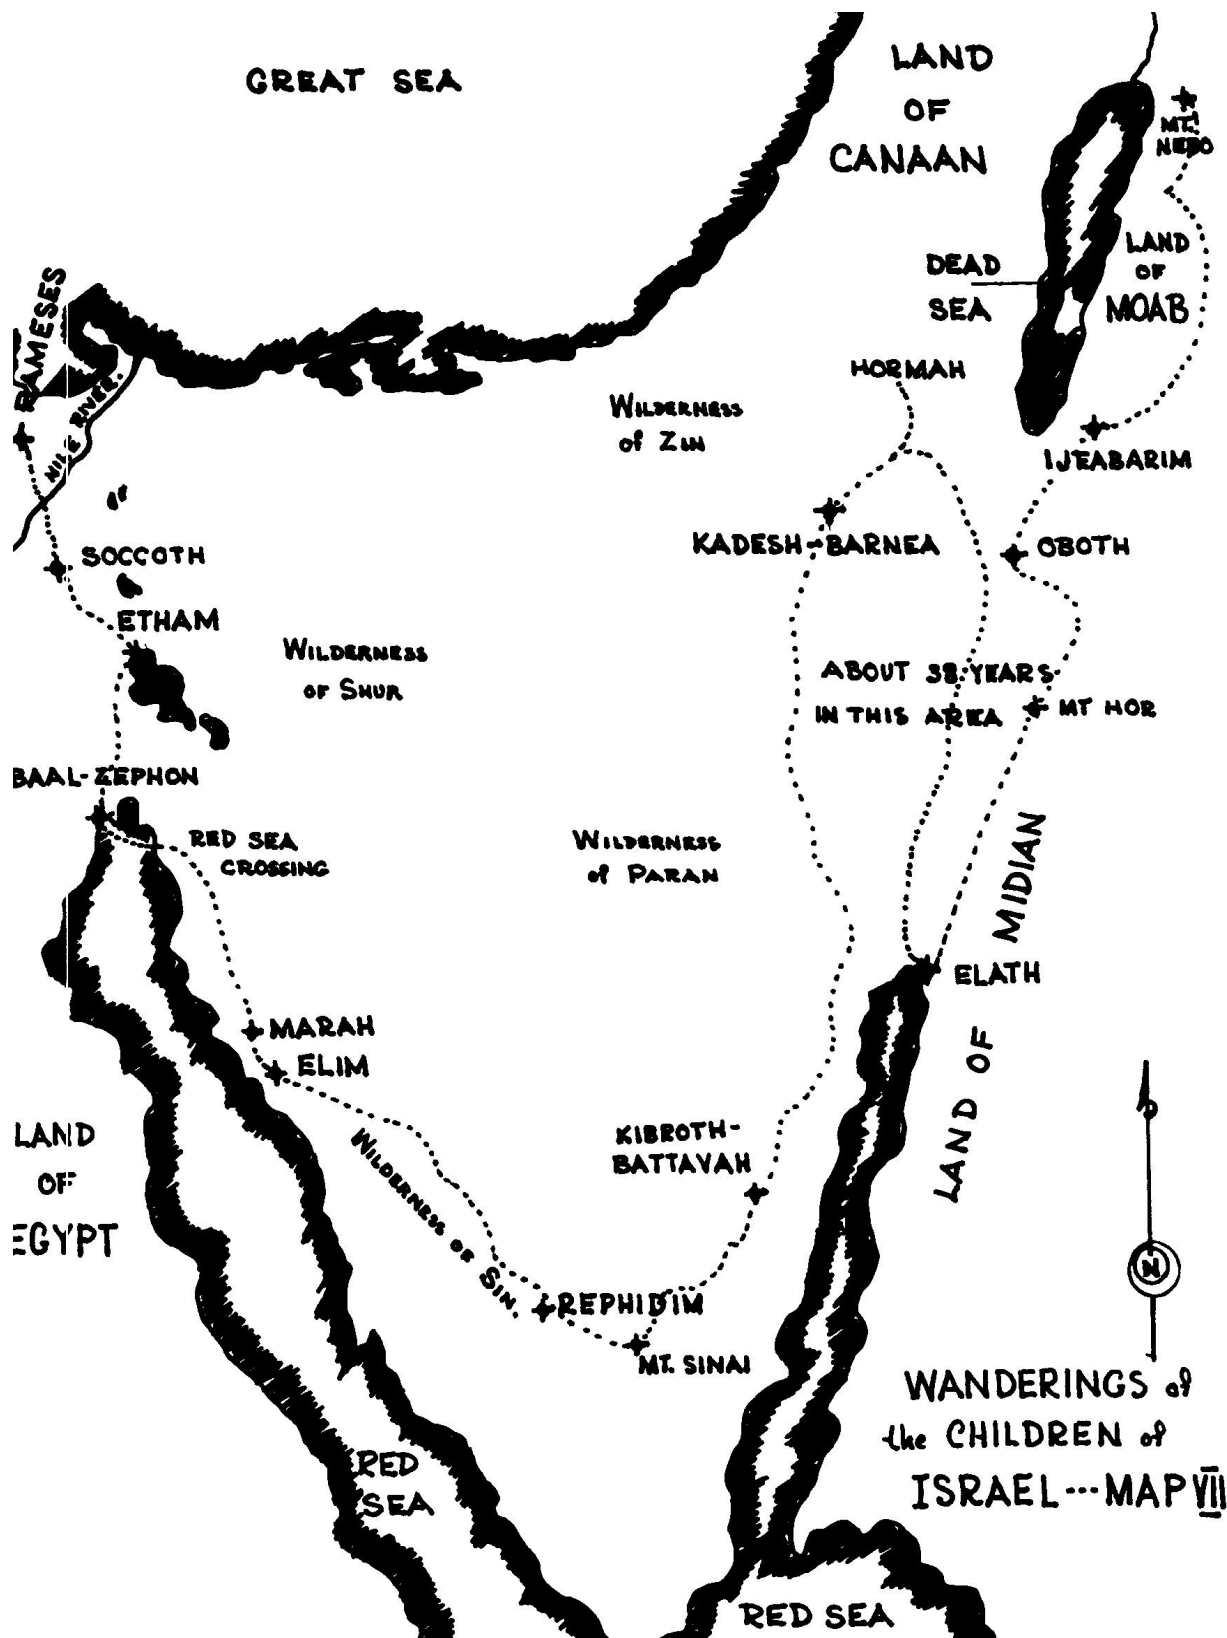 GREAT SEA
LAND
OF
CANAAN
MT.
NEBO
LAND
OF
MOAB
DEAD
SEA
RAMESES
NILE RIVER.
HORMAH
WILDERNESS
of ZIN
IJEABARIM
KADESH-BARNEA
OBOTH
SOCCOTH
ETHAM
WILDERNESS
OF SHUR
ABOUT 38 YEARS
IN THIS AREA
MT HOR
BAAL-ZEPHON
RED SEA
CROSSING
WILDERNESS
of PARAN
LAND OF MIDIAN
ELATH
MARAH
ELIM
LAND
OF
EGYPT
WILDERNESS OF SIN.
KIBROTH-
BATTAVAH
REPHIDIM
MT. SINAI
N
WANDERINGS of
the CHILDREN of
ISRAEL---MAP VII
RED
SEA
RED SEA